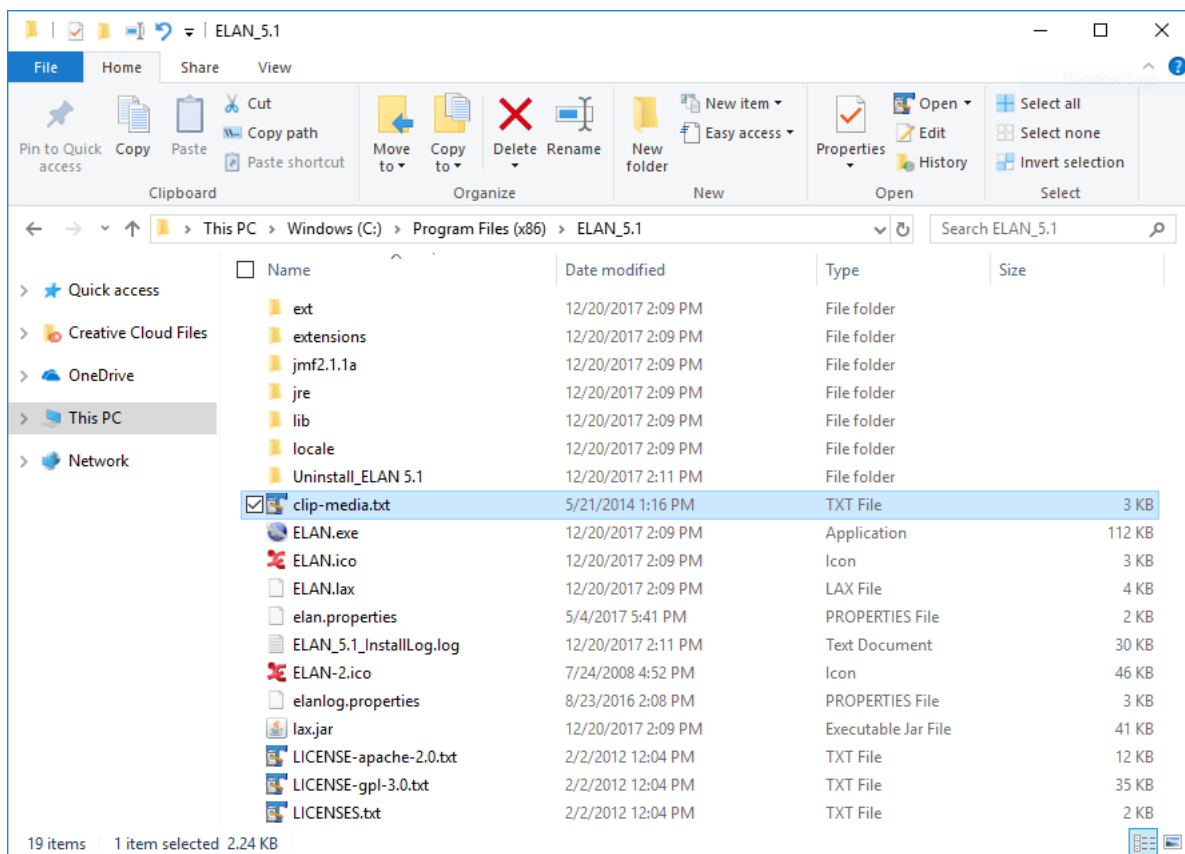 ELAN_5.1
File Home Share View
Window Snip
Pin to Quick access
Copy
Paste
Cut
Copy path
Paste shortcut
Clipboard
Move to
Copy to
Delete
Rename
Organize
New folder
New item
Easy access
New
Properties
Open
Edit
History
Open
Select all
Select none
Invert selection
Select
This PC > Windows (C:) > Program Files (x86) > ELAN_5.1
Search ELAN_5.1
Quick access
Creative Cloud Files
OneDrive
This PC
Network
Name Date modified Type Size
ext 12/20/2017 2:09 PM File folder
extensions 12/20/2017 2:09 PM File folder
jmf2.1.1a 12/20/2017 2:09 PM File folder
jre 12/20/2017 2:09 PM File folder
lib 12/20/2017 2:09 PM File folder
locale 12/20/2017 2:09 PM File folder
Uninstall_ELAN 5.1 12/20/2017 2:11 PM File folder
clip-media.txt 5/21/2014 1:16 PM TXT File 3 KB
ELAN.exe 12/20/2017 2:09 PM Application 112 KB
ELAN.ico 12/20/2017 2:09 PM Icon 3 KB
ELAN.lax 12/20/2017 2:09 PM LAX File 4 KB
elan.properties 5/4/2017 5:41 PM PROPERTIES File 2 KB
ELAN_5.1_InstallLog.log 12/20/2017 2:11 PM Text Document 30 KB
ELAN-2.ico 7/24/2008 4:52 PM Icon 46 KB
elanlog.properties 8/23/2016 2:08 PM PROPERTIES File 3 KB
lax.jar 12/20/2017 2:09 PM Executable Jar File 41 KB
LICENSE-apache-2.0.txt 2/2/2012 12:04 PM TXT File 12 KB
LICENSE-gpl-3.0.txt 2/2/2012 12:04 PM TXT File 35 KB
LICENSES.txt 2/2/2012 12:04 PM TXT File 2 KB
19 items 1 item selected 2.24 KB